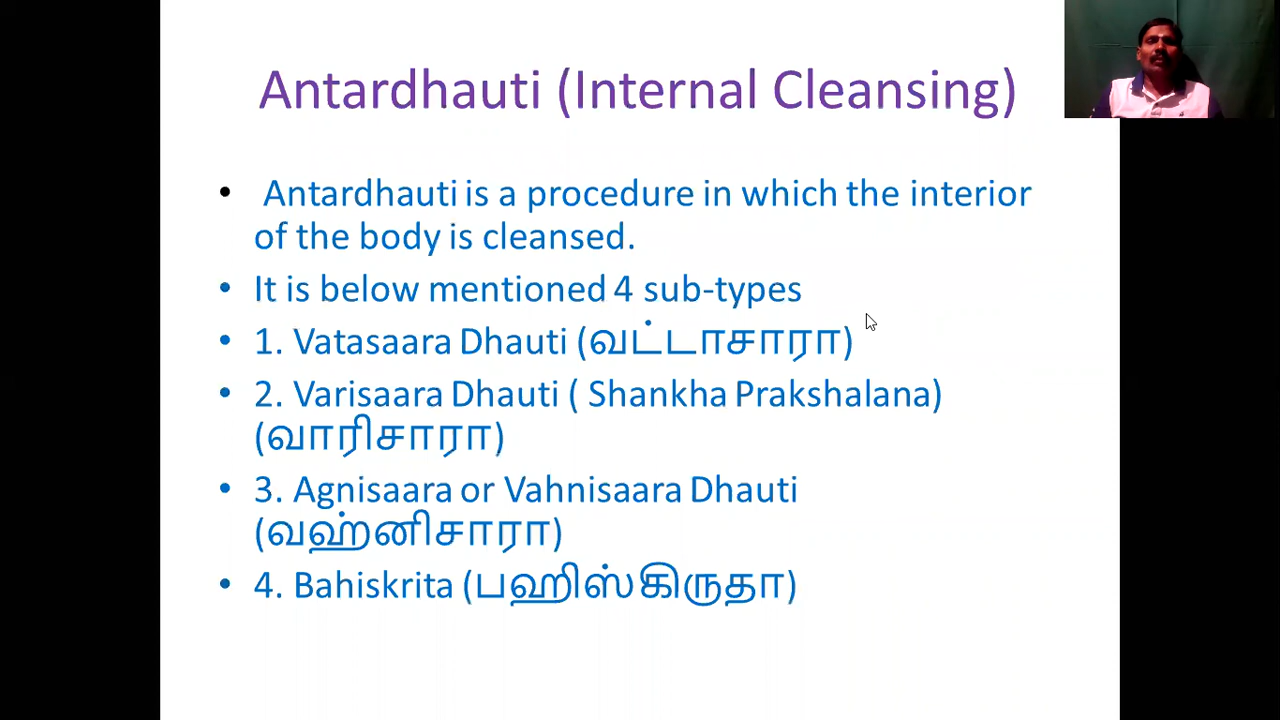 Antardhauti (Internal Cleansing)
• Antardhauti is a procedure in which the interior
of the body is cleansed.
• It is below mentioned 4 sub-types
• 1. Vatasaara Dhauti (வட்டாசாரா)
• 2. Varisaara Dhauti ( Shankha Prakshalana)
(வாரிசாரா)
• 3. Agnisaara or Vahnisaara Dhauti
(வஹ்னிசாரா)
• 4. Bahiskrita (பஹிஸ்கிருதா)